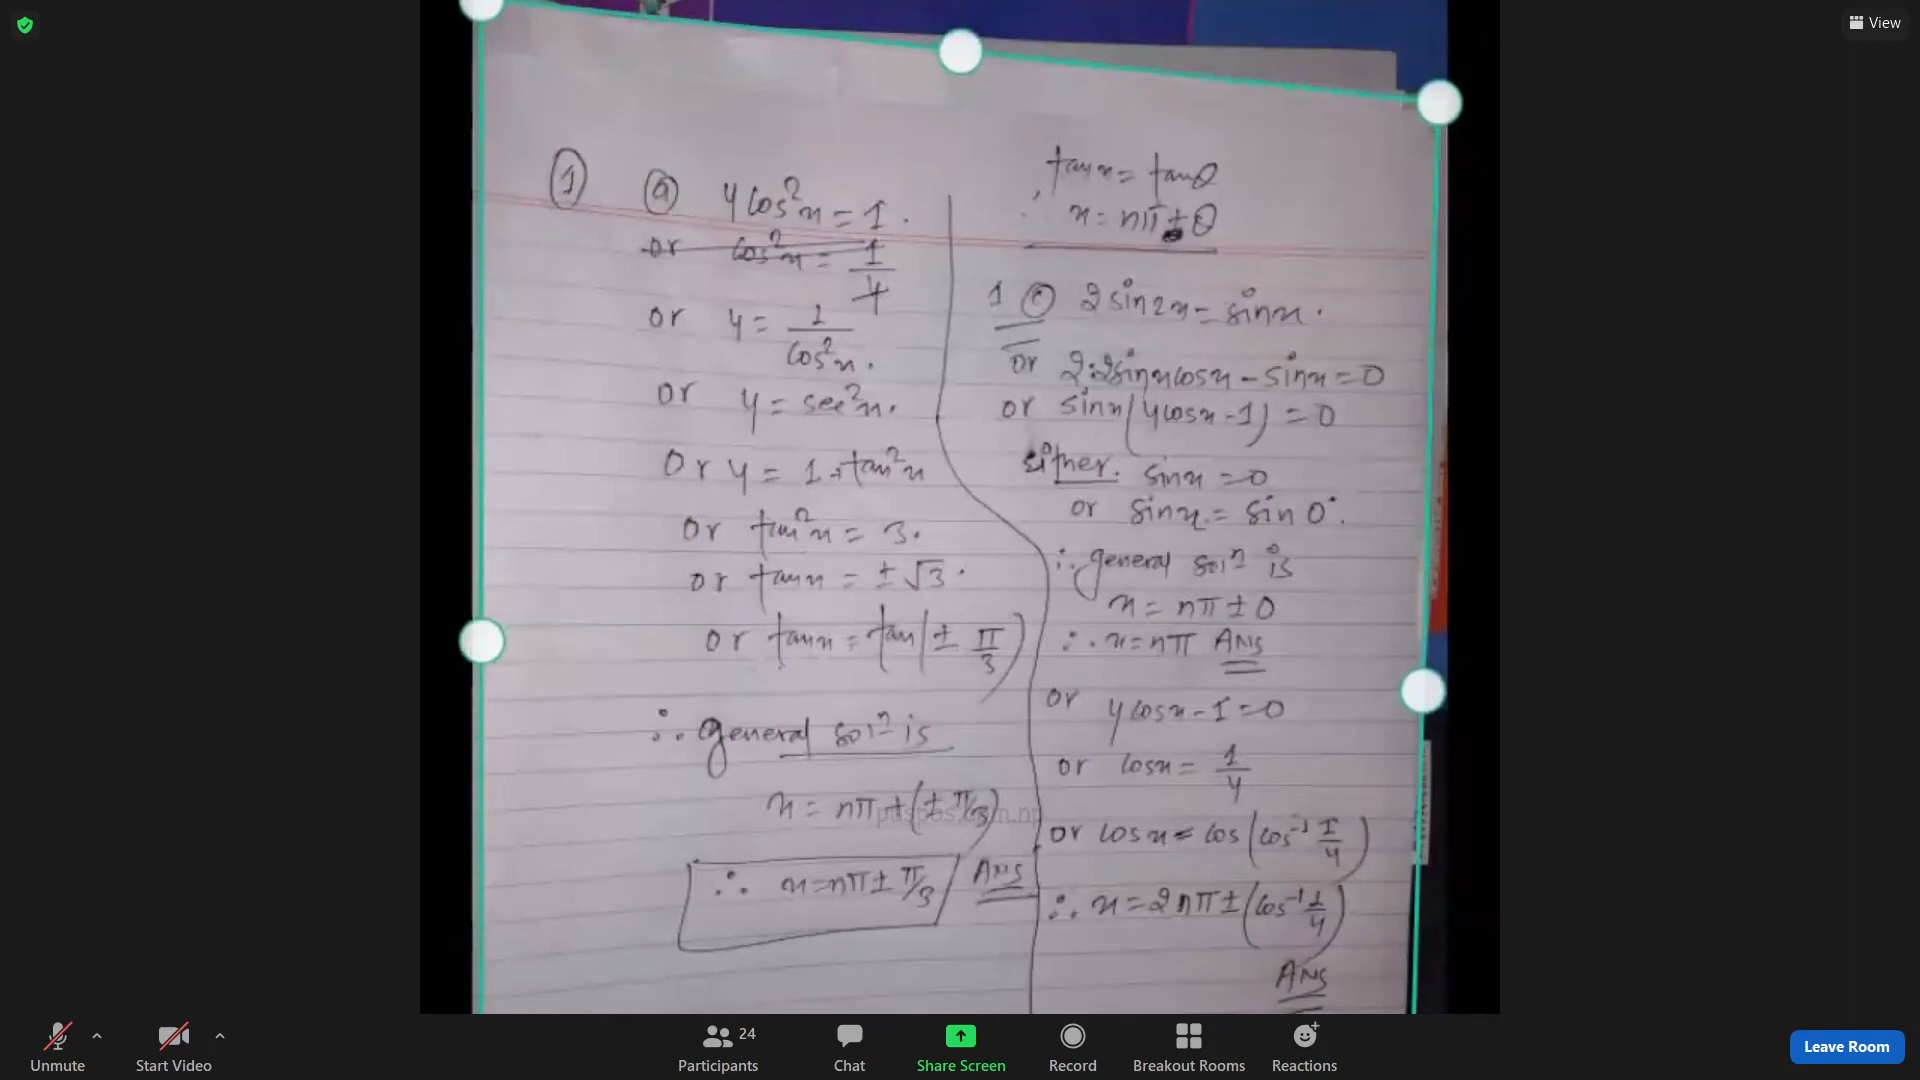 View
① ⓐ 4cos²x = 1.
or cos²x = 1/4
or 4 = 1/cos²x.
or 4 = sec²x.
or 4 = 1+tan²x
or tan²x = 3.
or tanx = ±√3.
or tanx = tan(± π/3)
∴ general solⁿ is
x = nπ ± (± π/3)
∴ x = nπ ± π/3 Ans
tanx = tanθ
∴ x = nπ ± θ
1 ⓒ 2sin2x = sinx.
or 2·2sinxcosx - sinx = 0
or sinx(4cosx-1) = 0
either. sinx = 0
or sinx = sin0°.
∴ general solⁿ is
x = nπ ± 0
∴ x = nπ Ans
or 4cosx - 1 = 0
or cosx = 1/4
or cosx = cos(cos⁻¹ 1/4)
∴ x = 2nπ ± (cos⁻¹ 1/4)
Ans
Unmute
Start Video
24
Participants
Chat
Share Screen
Record
Breakout Rooms
Reactions
Leave Room